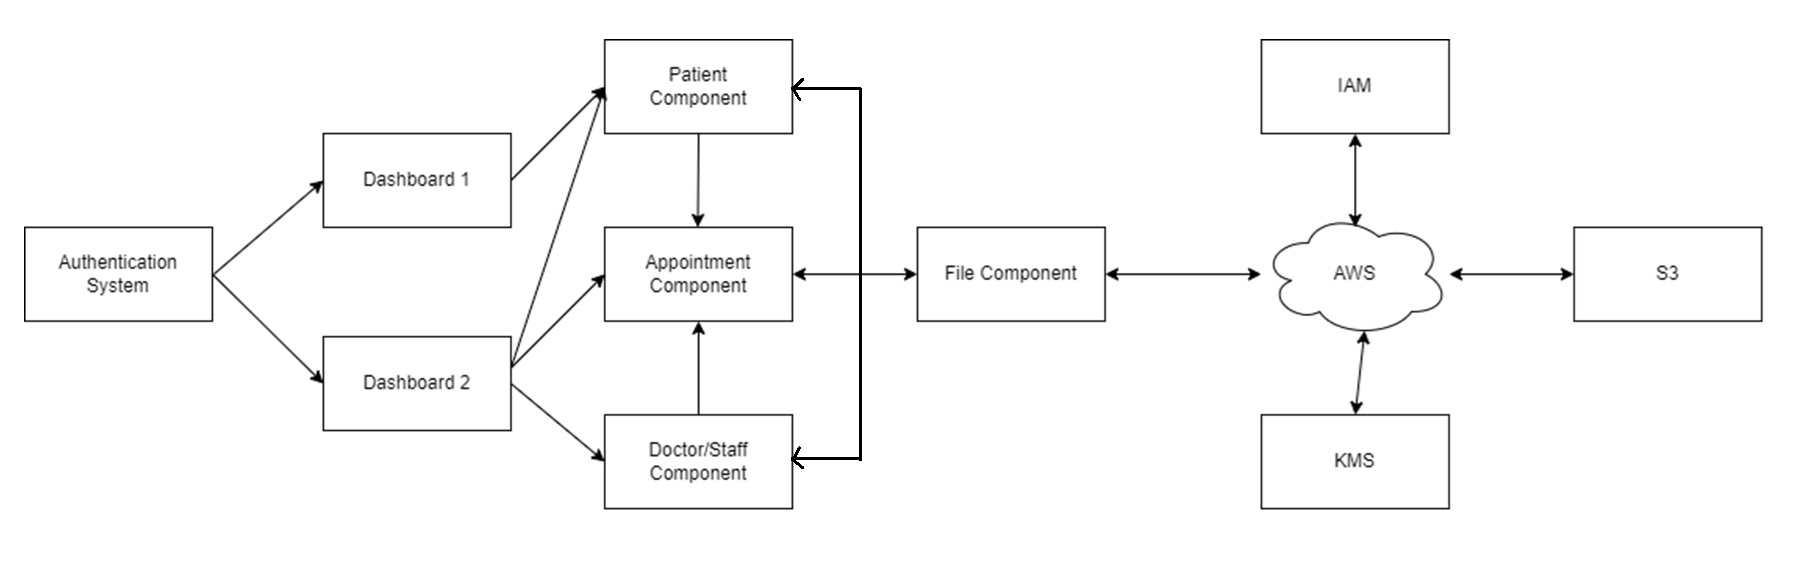 Authentication
System
Dashboard 1
Dashboard 2
Patient
Component
Appointment
Component
Doctor/Staff
Component
File Component
IAM
AWS
KMS
S3